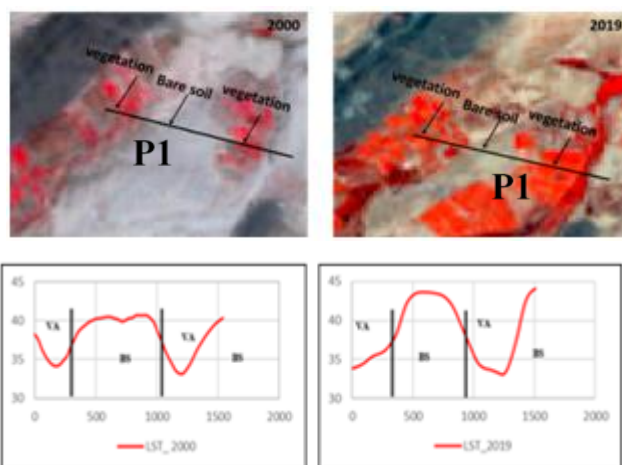 2000
vegetation
Bare soil
vegetation
P1
2019
vegetation
Bare soil
vegetation
P1
45
40
35
30
VA
BS
VA
BS
0
500
1000
1500
2000
LST_ 2000
45
40
35
30
VA
BS
VA
BS
0
500
1000
1500
2000
LST_2019